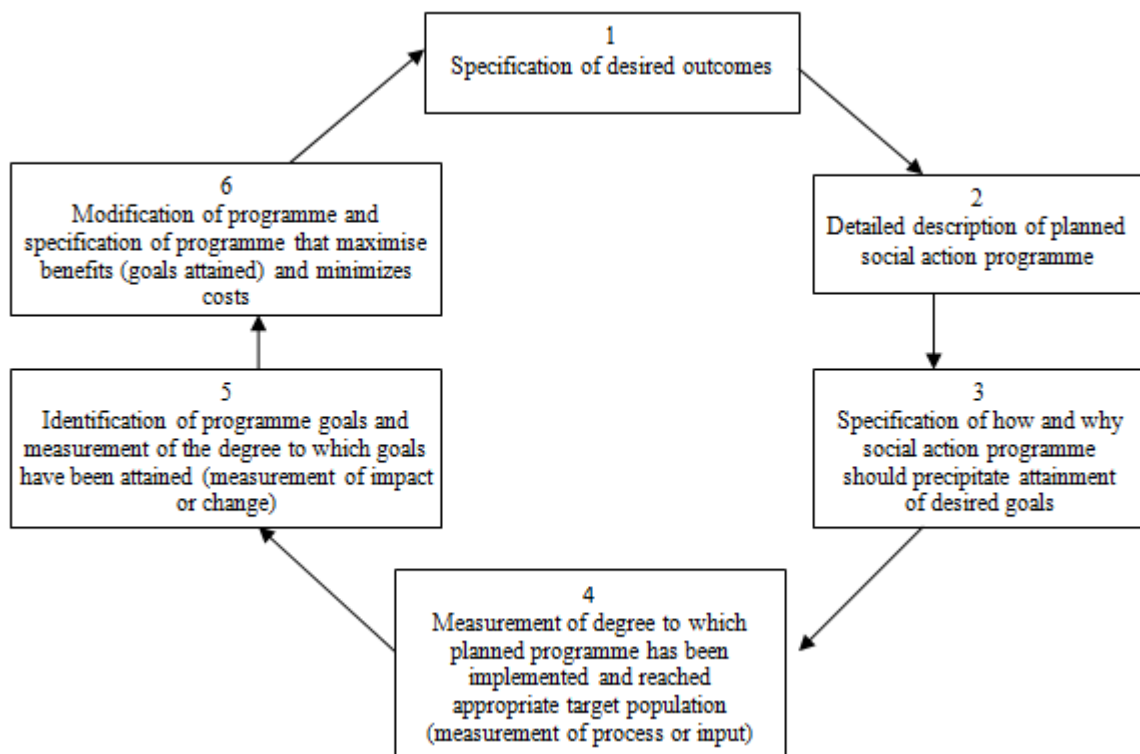 1
Specification of desired outcomes
2
Detailed description of planned
social action programme
3
Specification of how and why
social action programme
should precipitate attainment
of desired goals
4
Measurement of degree to which
planned programme has been
implemented and reached
appropriate target population
(measurement of process or input)
5
Identification of programme goals and
measurement of the degree to which goals
have been attained (measurement of impact
or change)
6
Modification of programme and
specification of programme that maximise
benefits (goals attained) and minimizes
costs